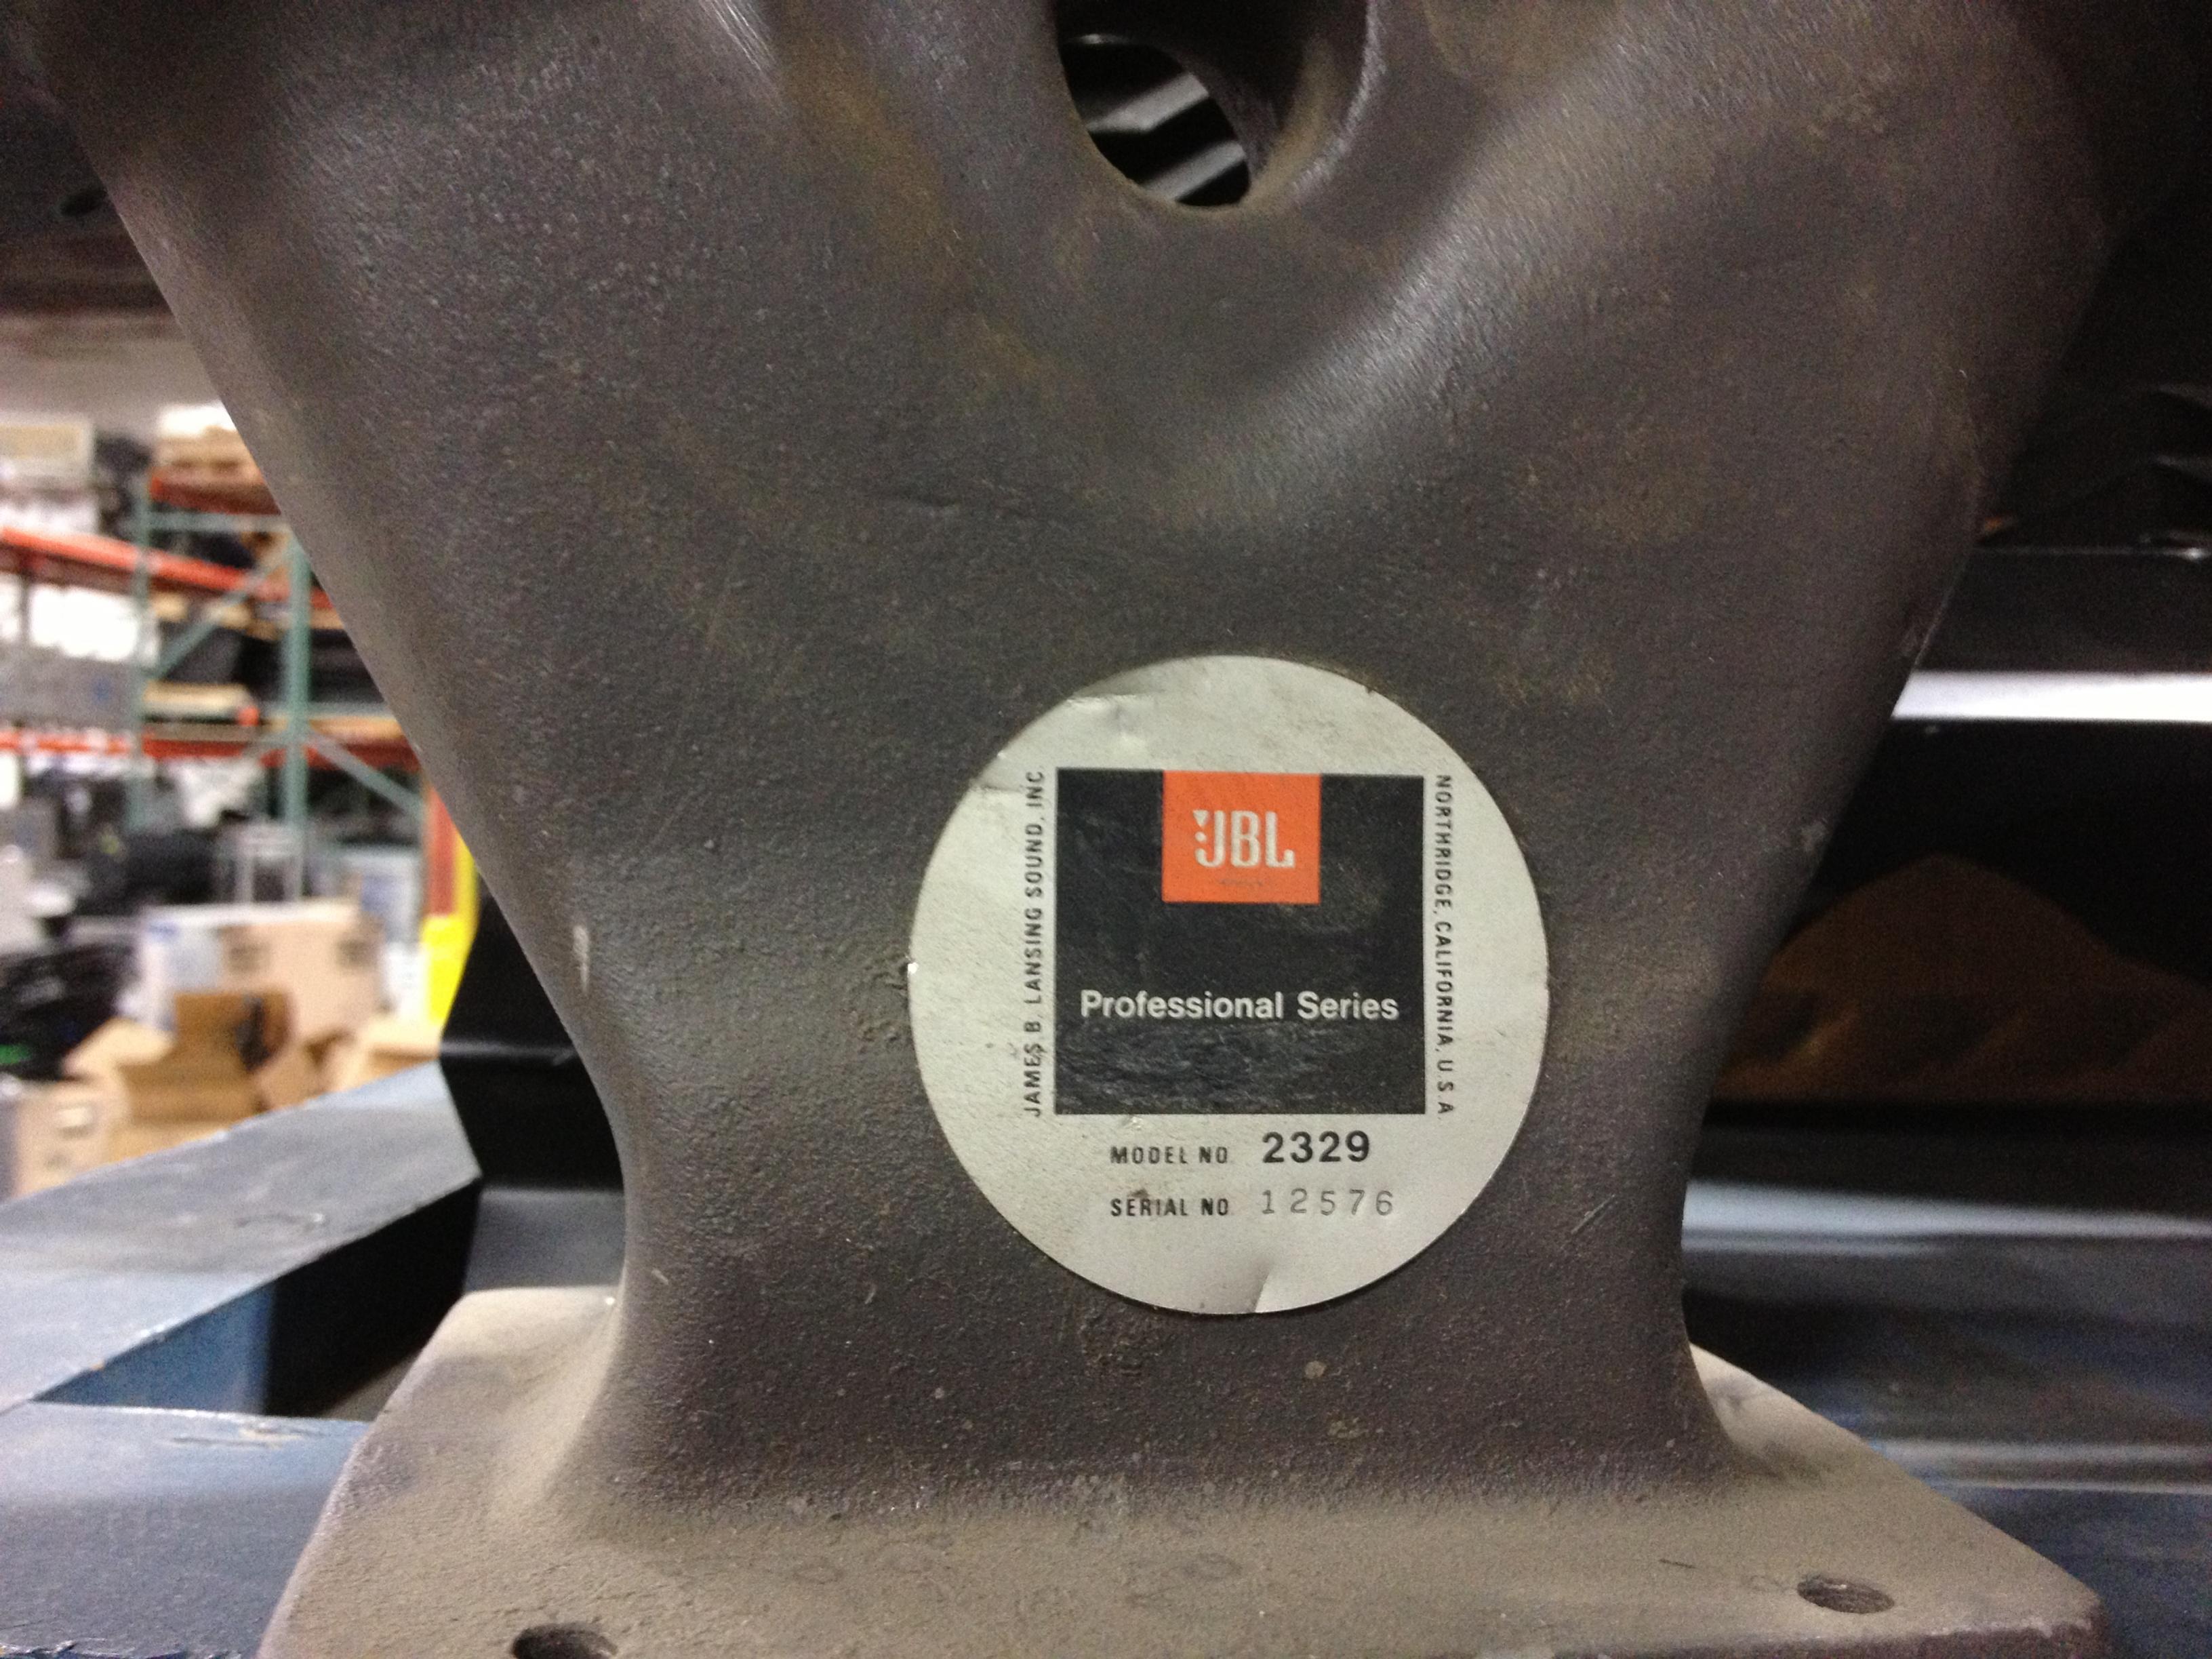 JBL
Professional Series
JAMES B. LANSING SOUND, INC
NORTHRIDGE, CALIFORNIA, U.S.A
MODEL NO. 2329
SERIAL NO. 12576